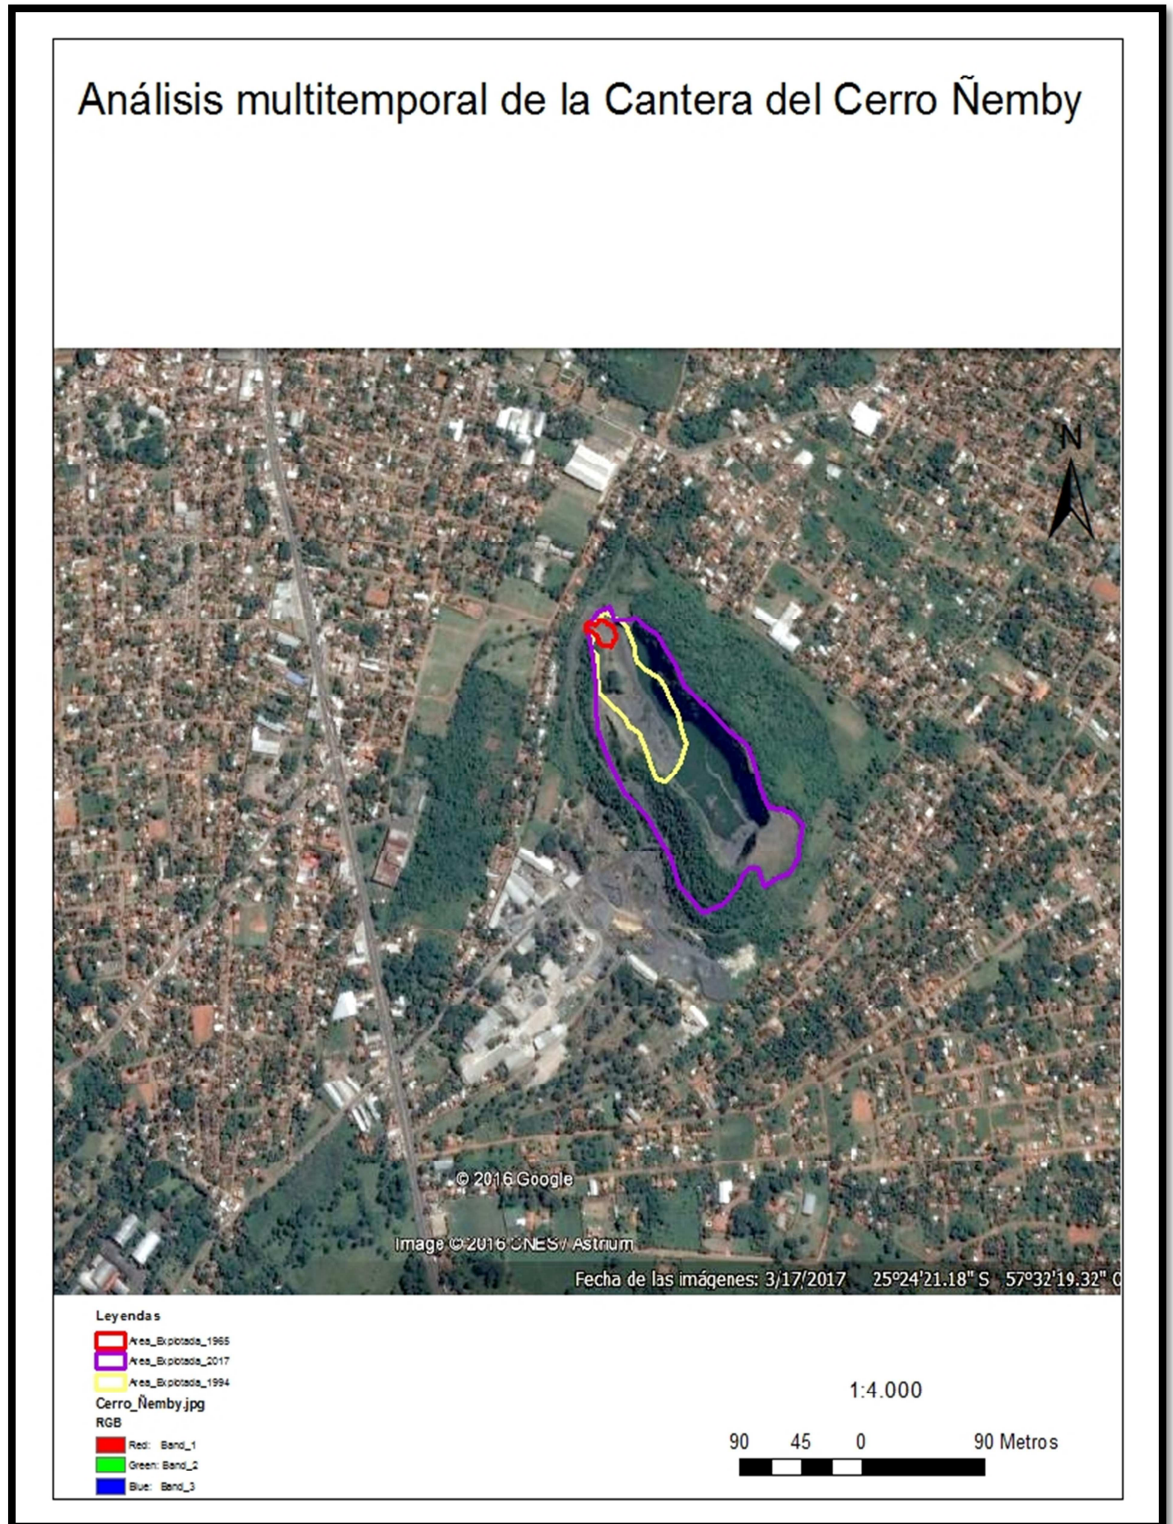 Análisis multitemporal de la Cantera del Cerro Ñemby
N
© 2016 Google
Image © 2016 CNES / Astrium
Fecha de las imágenes: 3/17/2017 25°24'21.18" S 57°32'19.32" O
Leyendas
Area_Explotada_1965
Area_Explotada_2017
Area_Explotada_1994
Cerro_Ñemby.jpg
RGB
Red: Band_1
Green: Band_2
Blue: Band_3
1:4.000
90 45 0 90 Metros